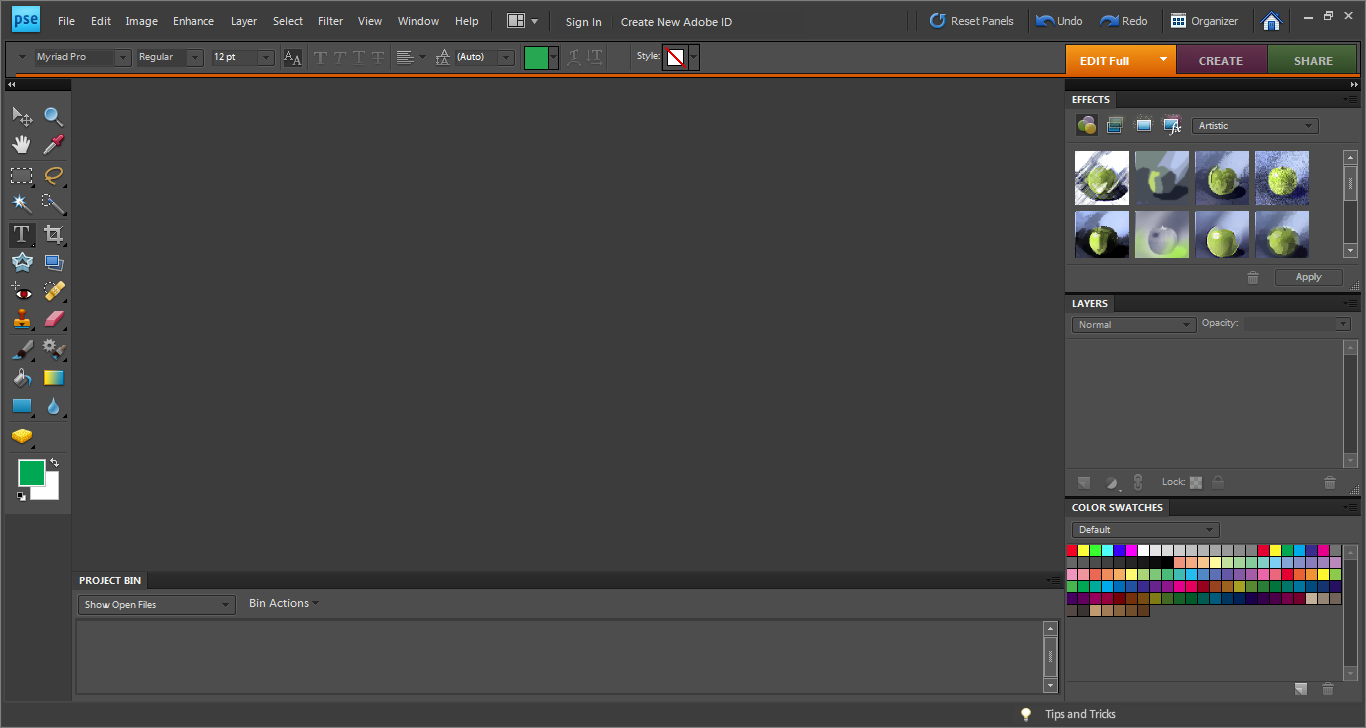 pse File Edit Image Enhance Layer Select Filter View Window Help Sign In Create New Adobe ID Reset Panels Undo Redo Organizer
Myriad Pro Regular 12 pt AA T T T T (Auto) T Style: EDIT Full CREATE SHARE
EFFECTS
fx Artistic
T
Apply
LAYERS
Normal Opacity:
Lock:
COLOR SWATCHES
Default
PROJECT BIN
Show Open Files Bin Actions
Tips and Tricks